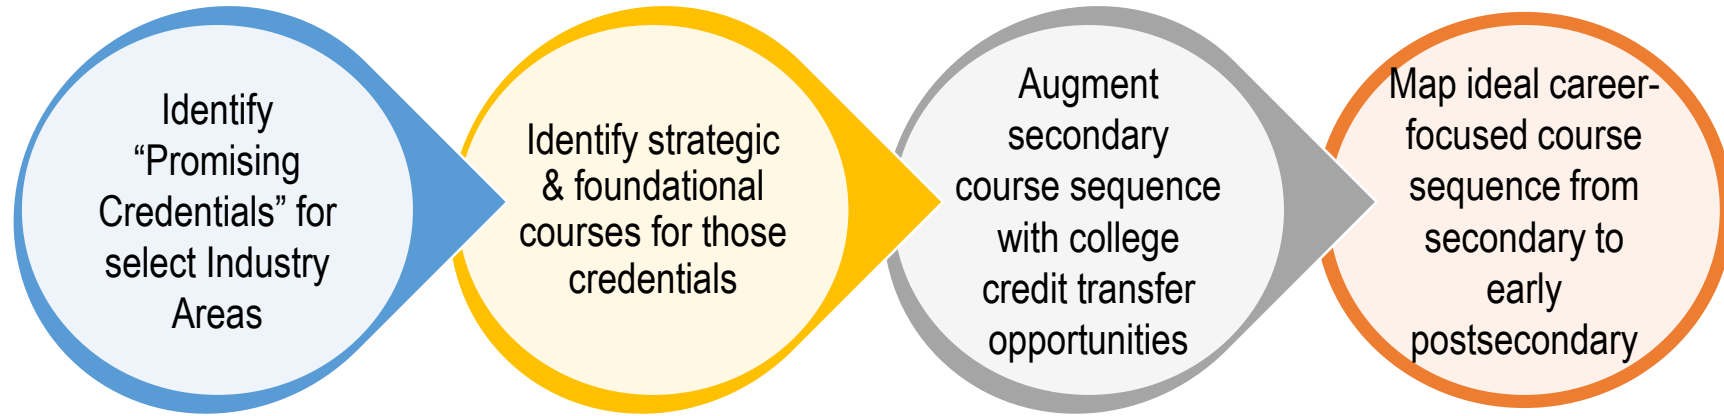 Identify
“Promising
Credentials” for
select Industry
Areas
Identify strategic
& foundational
courses for those
credentials
Augment
secondary
course sequence
with college
credit transfer
opportunities
Map ideal career-
focused course
sequence from
secondary to
early
postsecondary